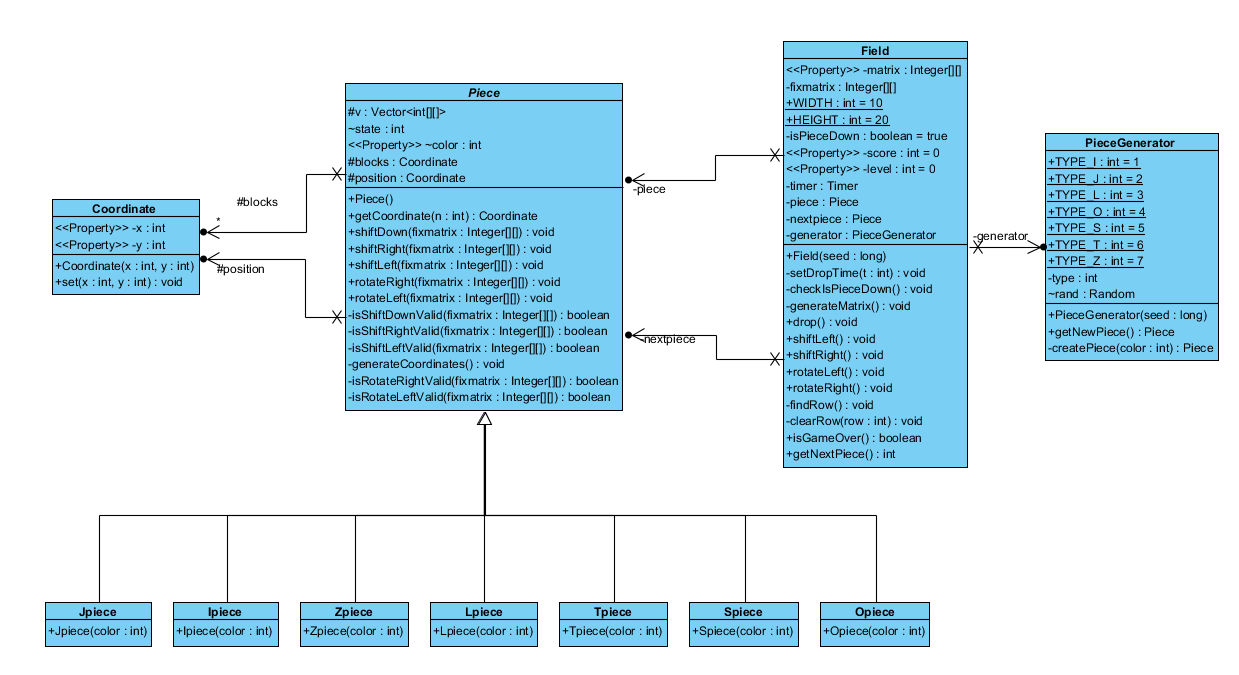 Coordinate
<<Property>> -x : int
<<Property>> -y : int
+Coordinate(x : int, y : int)
+set(x : int, y : int) : void
#blocks
*
#position
Piece
#v : Vector<int[][]>
~state : int
<<Property>> ~color : int
#blocks : Coordinate
#position : Coordinate
+Piece()
+getCoordinate(n : int) : Coordinate
+shiftDown(fixmatrix : Integer[][]) : void
+shiftRight(fixmatrix : Integer[][]) : void
+shiftLeft(fixmatrix : Integer[][]) : void
+rotateRight(fixmatrix : Integer[][]) : void
+rotateLeft(fixmatrix : Integer[][]) : void
-isShiftDownValid(fixmatrix : Integer[][]) : boolean
-isShiftRightValid(fixmatrix : Integer[][]) : boolean
-isShiftLeftValid(fixmatrix : Integer[][]) : boolean
-generateCoordinates() : void
-isRotateRightValid(fixmatrix : Integer[][]) : boolean
-isRotateLeftValid(fixmatrix : Integer[][]) : boolean
-piece
-nextpiece
Field
<<Property>> -matrix : Integer[][]
-fixmatrix : Integer[][]
+WIDTH : int = 10
+HEIGHT : int = 20
-isPieceDown : boolean = true
<<Property>> -score : int = 0
<<Property>> -level : int = 0
-timer : Timer
-piece : Piece
-nextpiece : Piece
-generator : PieceGenerator
+Field(seed : long)
-setDropTime(t : int) : void
-checkIsPieceDown() : void
-generateMatrix() : void
+drop() : void
+shiftLeft() : void
+shiftRight() : void
+rotateLeft() : void
+rotateRight() : void
-findRow() : void
-clearRow(row : int) : void
+isGameOver() : boolean
+getNextPiece() : int
-generator
PieceGenerator
+TYPE_I : int = 1
+TYPE_J : int = 2
+TYPE_L : int = 3
+TYPE_O : int = 4
+TYPE_S : int = 5
+TYPE_T : int = 6
+TYPE_Z : int = 7
-type : int
~rand : Random
+PieceGenerator(seed : long)
+getNewPiece() : Piece
-createPiece(color : int) : Piece
Jpiece
+Jpiece(color : int)
Ipiece
+Ipiece(color : int)
Zpiece
+Zpiece(color : int)
Lpiece
+Lpiece(color : int)
Tpiece
+Tpiece(color : int)
Spiece
+Spiece(color : int)
Opiece
+Opiece(color : int)